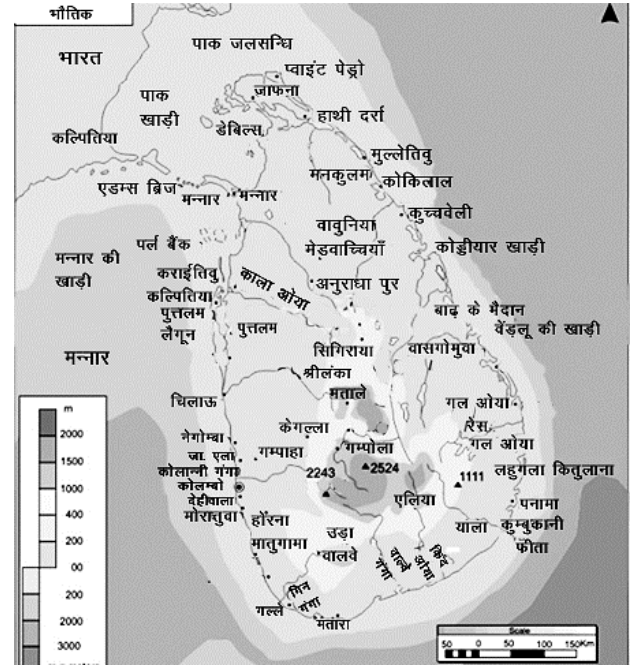 भौतिक
भारत
पाक जलसन्धि
प्वाइंट पेड्रो
जाफना
पाक
खाड़ी
हाथी दर्रा
डेबिल्स
कल्पितिया
मुल्लेतिवु
मनकुलम
कोकिलाल
एडम्स ब्रिज
मन्नार
मन्नार
कुच्चवेली
वावुनिया
मेड़वाच्चियाँ
कोड्डीयार खाड़ी
पर्ल बैंक
मन्नार की
खाड़ी
कराईतिवु
काला ओया
अनुराधा पुर
कल्पितिया
पुत्तलम
लैगून
पुत्तलम
बाढ़ के मैदान
वेंड्लू की खाड़ी
सिगिराया
वासगोमुवा
मन्नार
श्रीलंका
मताले
चिलाऊ
गल ओया
रेस.
गल ओया
केगल्ला
नेगोम्बा
गम्पोला
जा. एला
गम्पाहा
कोलान्नी गंगा
2243
2524
1111
लहुगला कितुलाना
कोलम्बो
देहीवाला
मोरातुवा
एलिया
पनामा
होरना
उड़ा
याला
कुम्बुकानी
मातुगामा
वालवे
फीता
वाल्वे
गंगा
किंद
ओया
गिन
गंगा
गल्ले
मतारा
m
2000
1500
1000
400
200
00
200
2000
3000
Scale
50 0 50 100 150Km